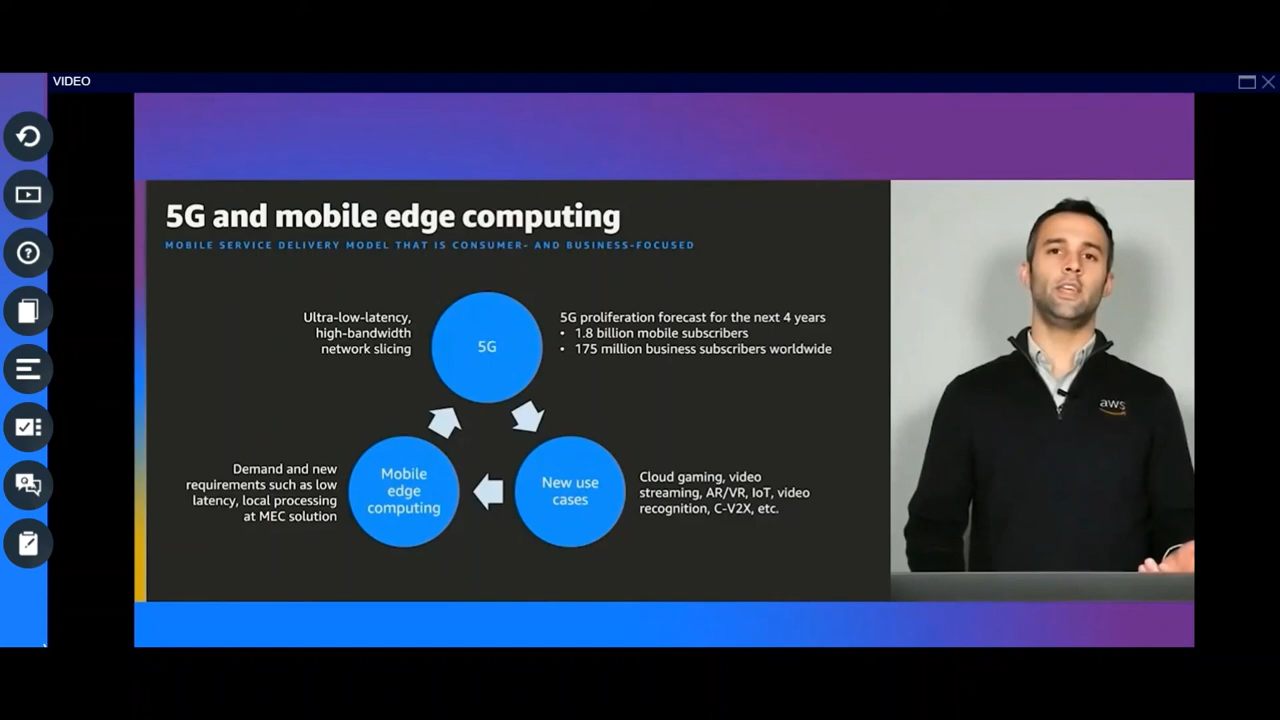 VIDEO
5G and mobile edge computing
MOBILE SERVICE DELIVERY MODEL THAT IS CONSUMER- AND BUSINESS-FOCUSED
Ultra-low-latency,
high-bandwidth
network slicing
5G
5G proliferation forecast for the next 4 years
• 1.8 billion mobile subscribers
• 175 million business subscribers worldwide
Demand and new
requirements such as low
latency, local processing
at MEC solution
Mobile
edge
computing
New use
cases
Cloud gaming, video
streaming, AR/VR, IoT, video
recognition, C-V2X, etc.
aws